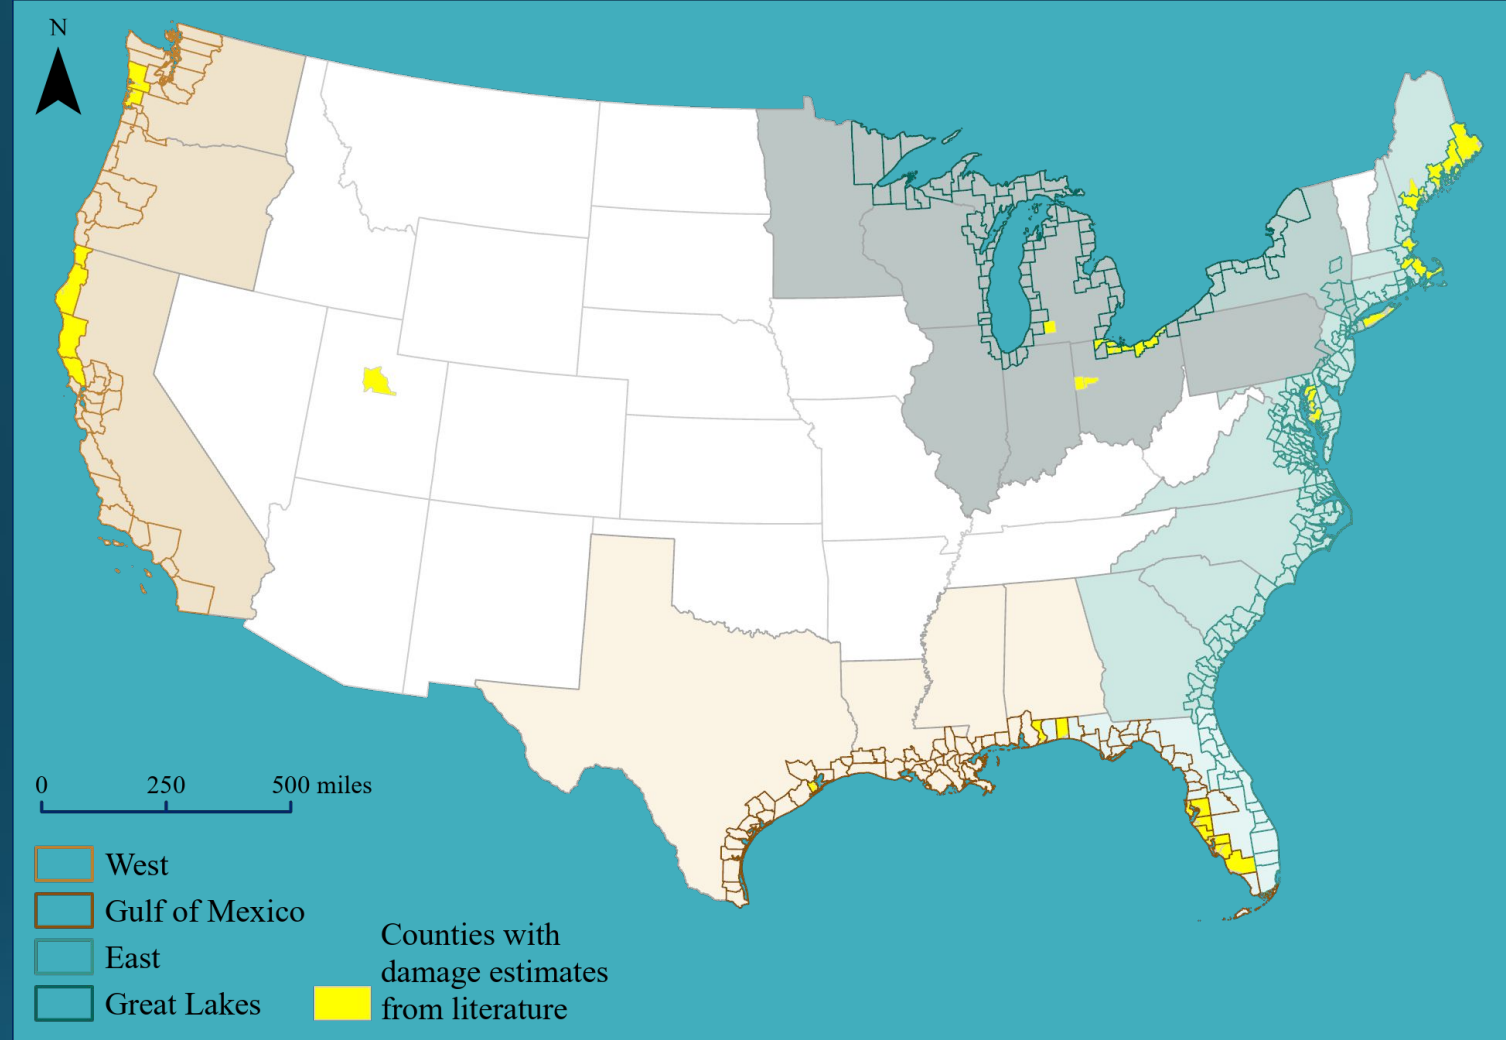 N
0 250 500 miles
West
Gulf of Mexico
East
Great Lakes
Counties with
damage estimates
from literature